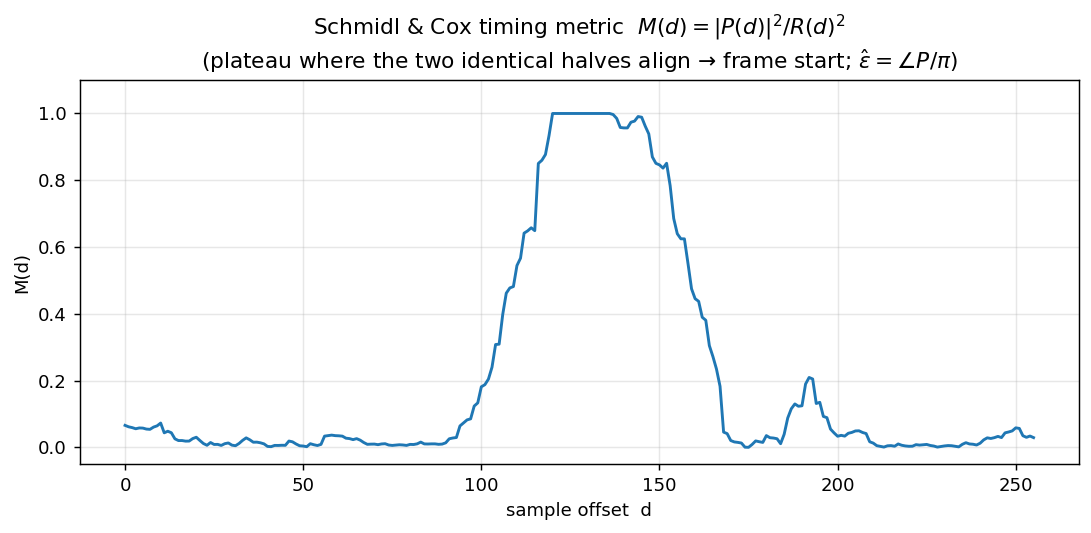 Schmidl & Cox timing metric M(d) = |P(d)|²/R(d)²
(plateau where the two identical halves align → frame start; ε̂ = ∠P/π)
M(d)
1.0
0.8
0.6
0.4
0.2
0.0
0 50 100 150 200 250
sample offset d